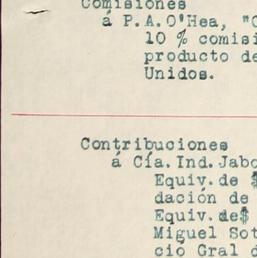 Comisiones
á P.A.O'Hea, "
10 % comisi
producto de
Unidos.
Contribuciones
á Cía. Ind. Jabo
Equiv. de $
dación de
Equiv. de$
Miguel Sot
cio Gral d